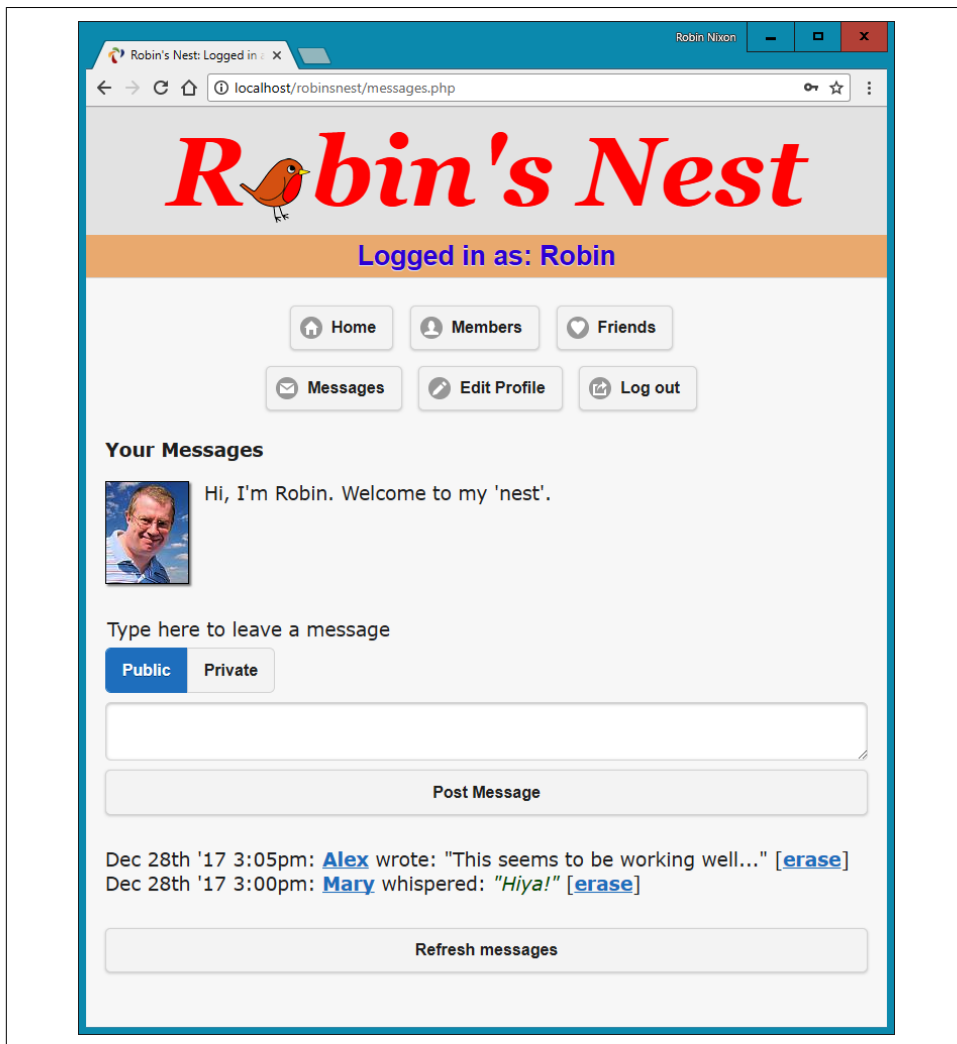 Robin Nixon
Robin's Nest: Logged in a
localhost/robinsnest/messages.php
Robin's Nest
Logged in as: Robin
Home Members Friends
Messages Edit Profile Log out
Your Messages
Hi, I'm Robin. Welcome to my 'nest'.
Type here to leave a message
Public Private
Post Message
Dec 28th '17 3:05pm: Alex wrote: "This seems to be working well..." [erase]
Dec 28th '17 3:00pm: Mary whispered: "Hiya!" [erase]
Refresh messages